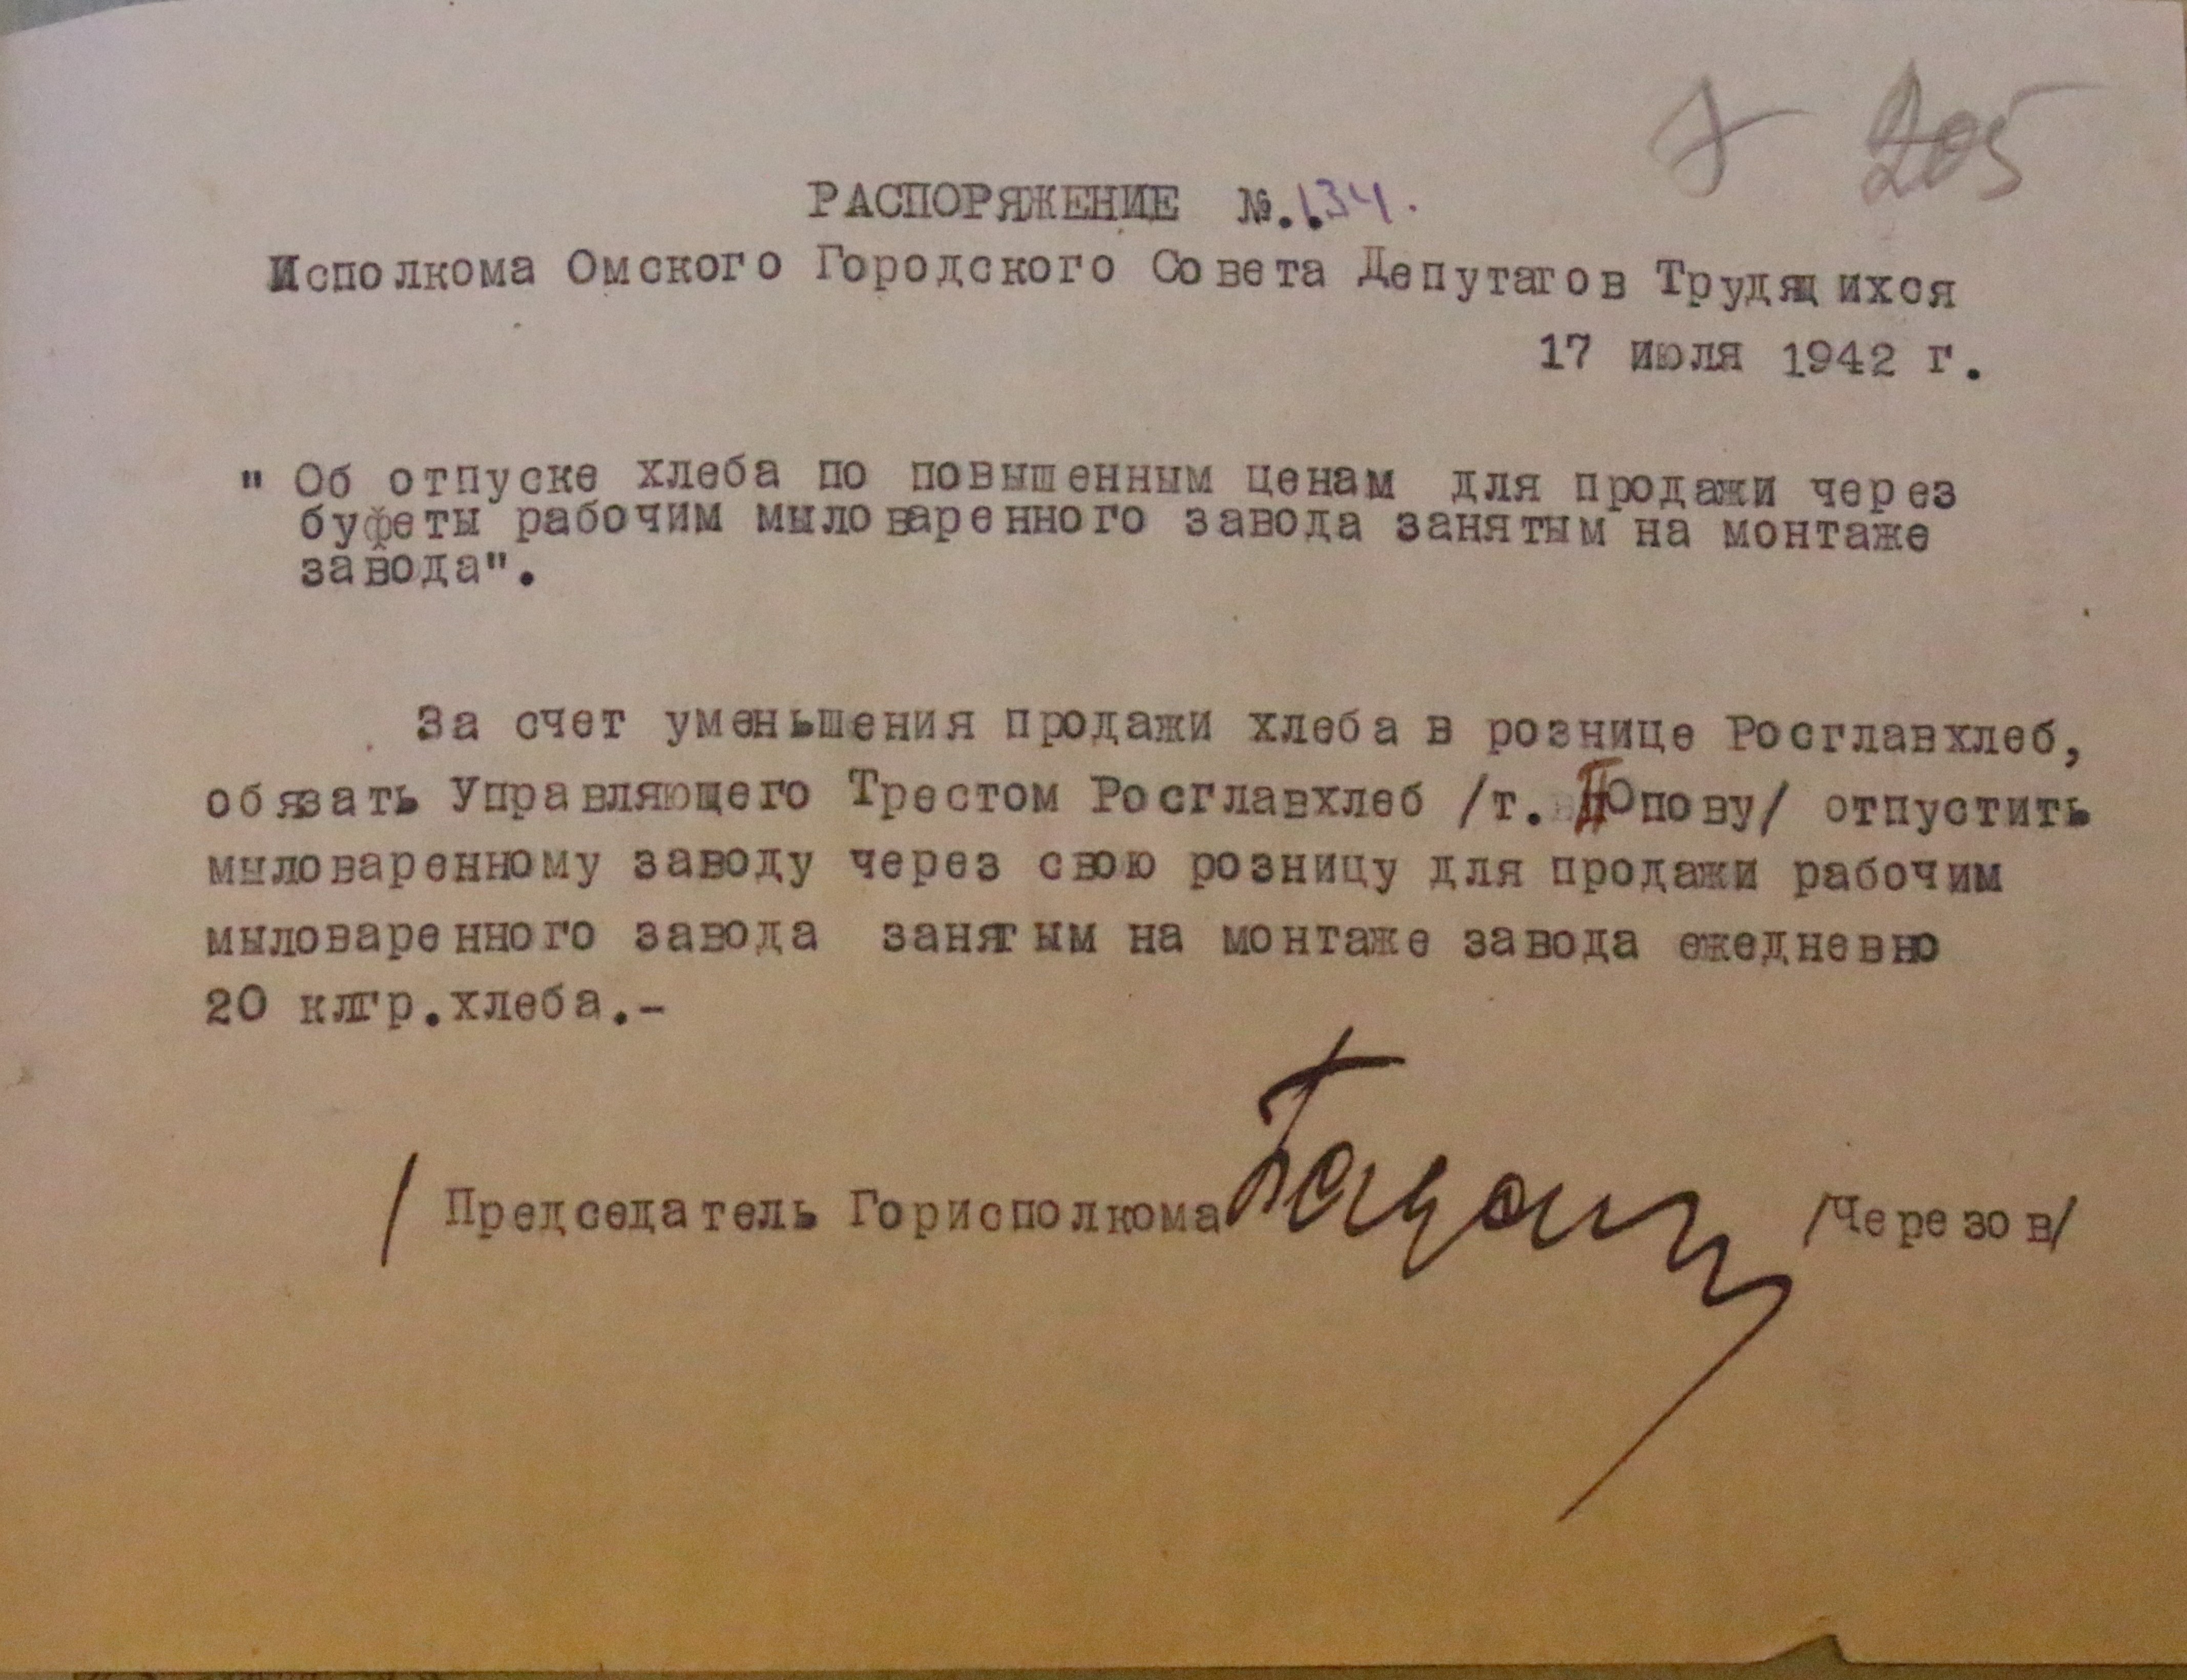 205
РАСПОРЯЖЕНИЕ №..134.
Исполкома Омского Городского Совета Депутатов Трудящихся
17 июля 1942 г.
" Об отпуске хлеба по повышенным ценам для продажи через
буфеты рабочим мыловаренного завода занятым на монтаже
завода".
За счет уменьшения продажи хлеба в рознице Росглавхлеб,
обязать Управляющего Трестом Росглавхлеб /т. Попову/ отпустить
мыловаренному заводу через свою розницу для продажи рабочим
мыловаренного завода занятым на монтаже завода ежедневно
20 клгр.хлеба.-
/ Председатель Горисполкома /Черезов/